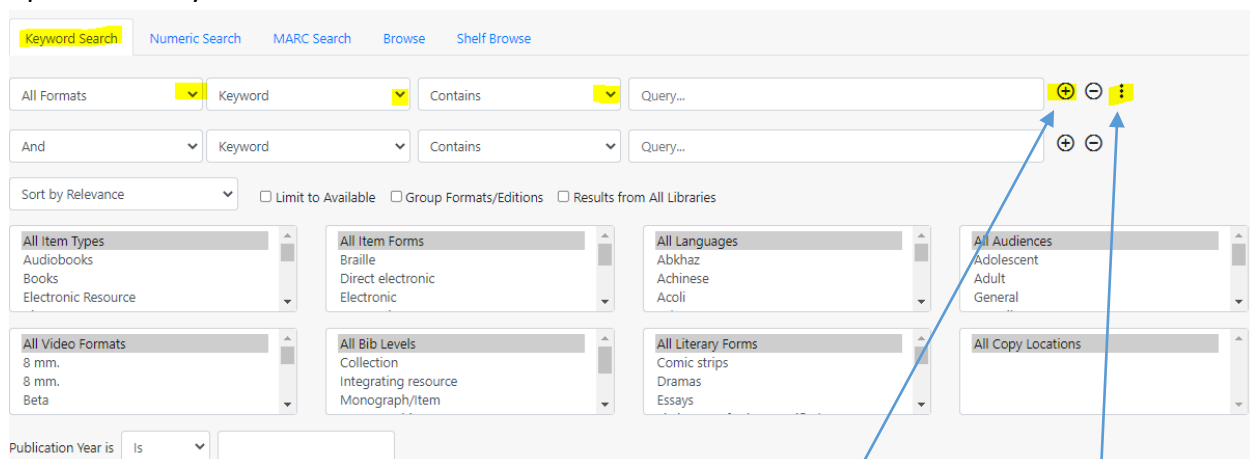 Keyword Search Numeric Search MARC Search Browse Shelf Browse
All Formats Keyword Contains Query...
And Keyword Contains Query...
Sort by Relevance Limit to Available Group Formats/Editions Results from All Libraries
All Item Types All Item Forms All Languages All Audiences
Audiobooks Braille Abkhaz Adolescent
Books Direct electronic Achinese Adult
Electronic Resource Electronic Acoli General
All Video Formats All Bib Levels All Literary Forms All Copy Locations
8 mm. Collection Comic strips
8 mm. Integrating resource Dramas
Beta Monograph/Item Essays
Publication Year is Is